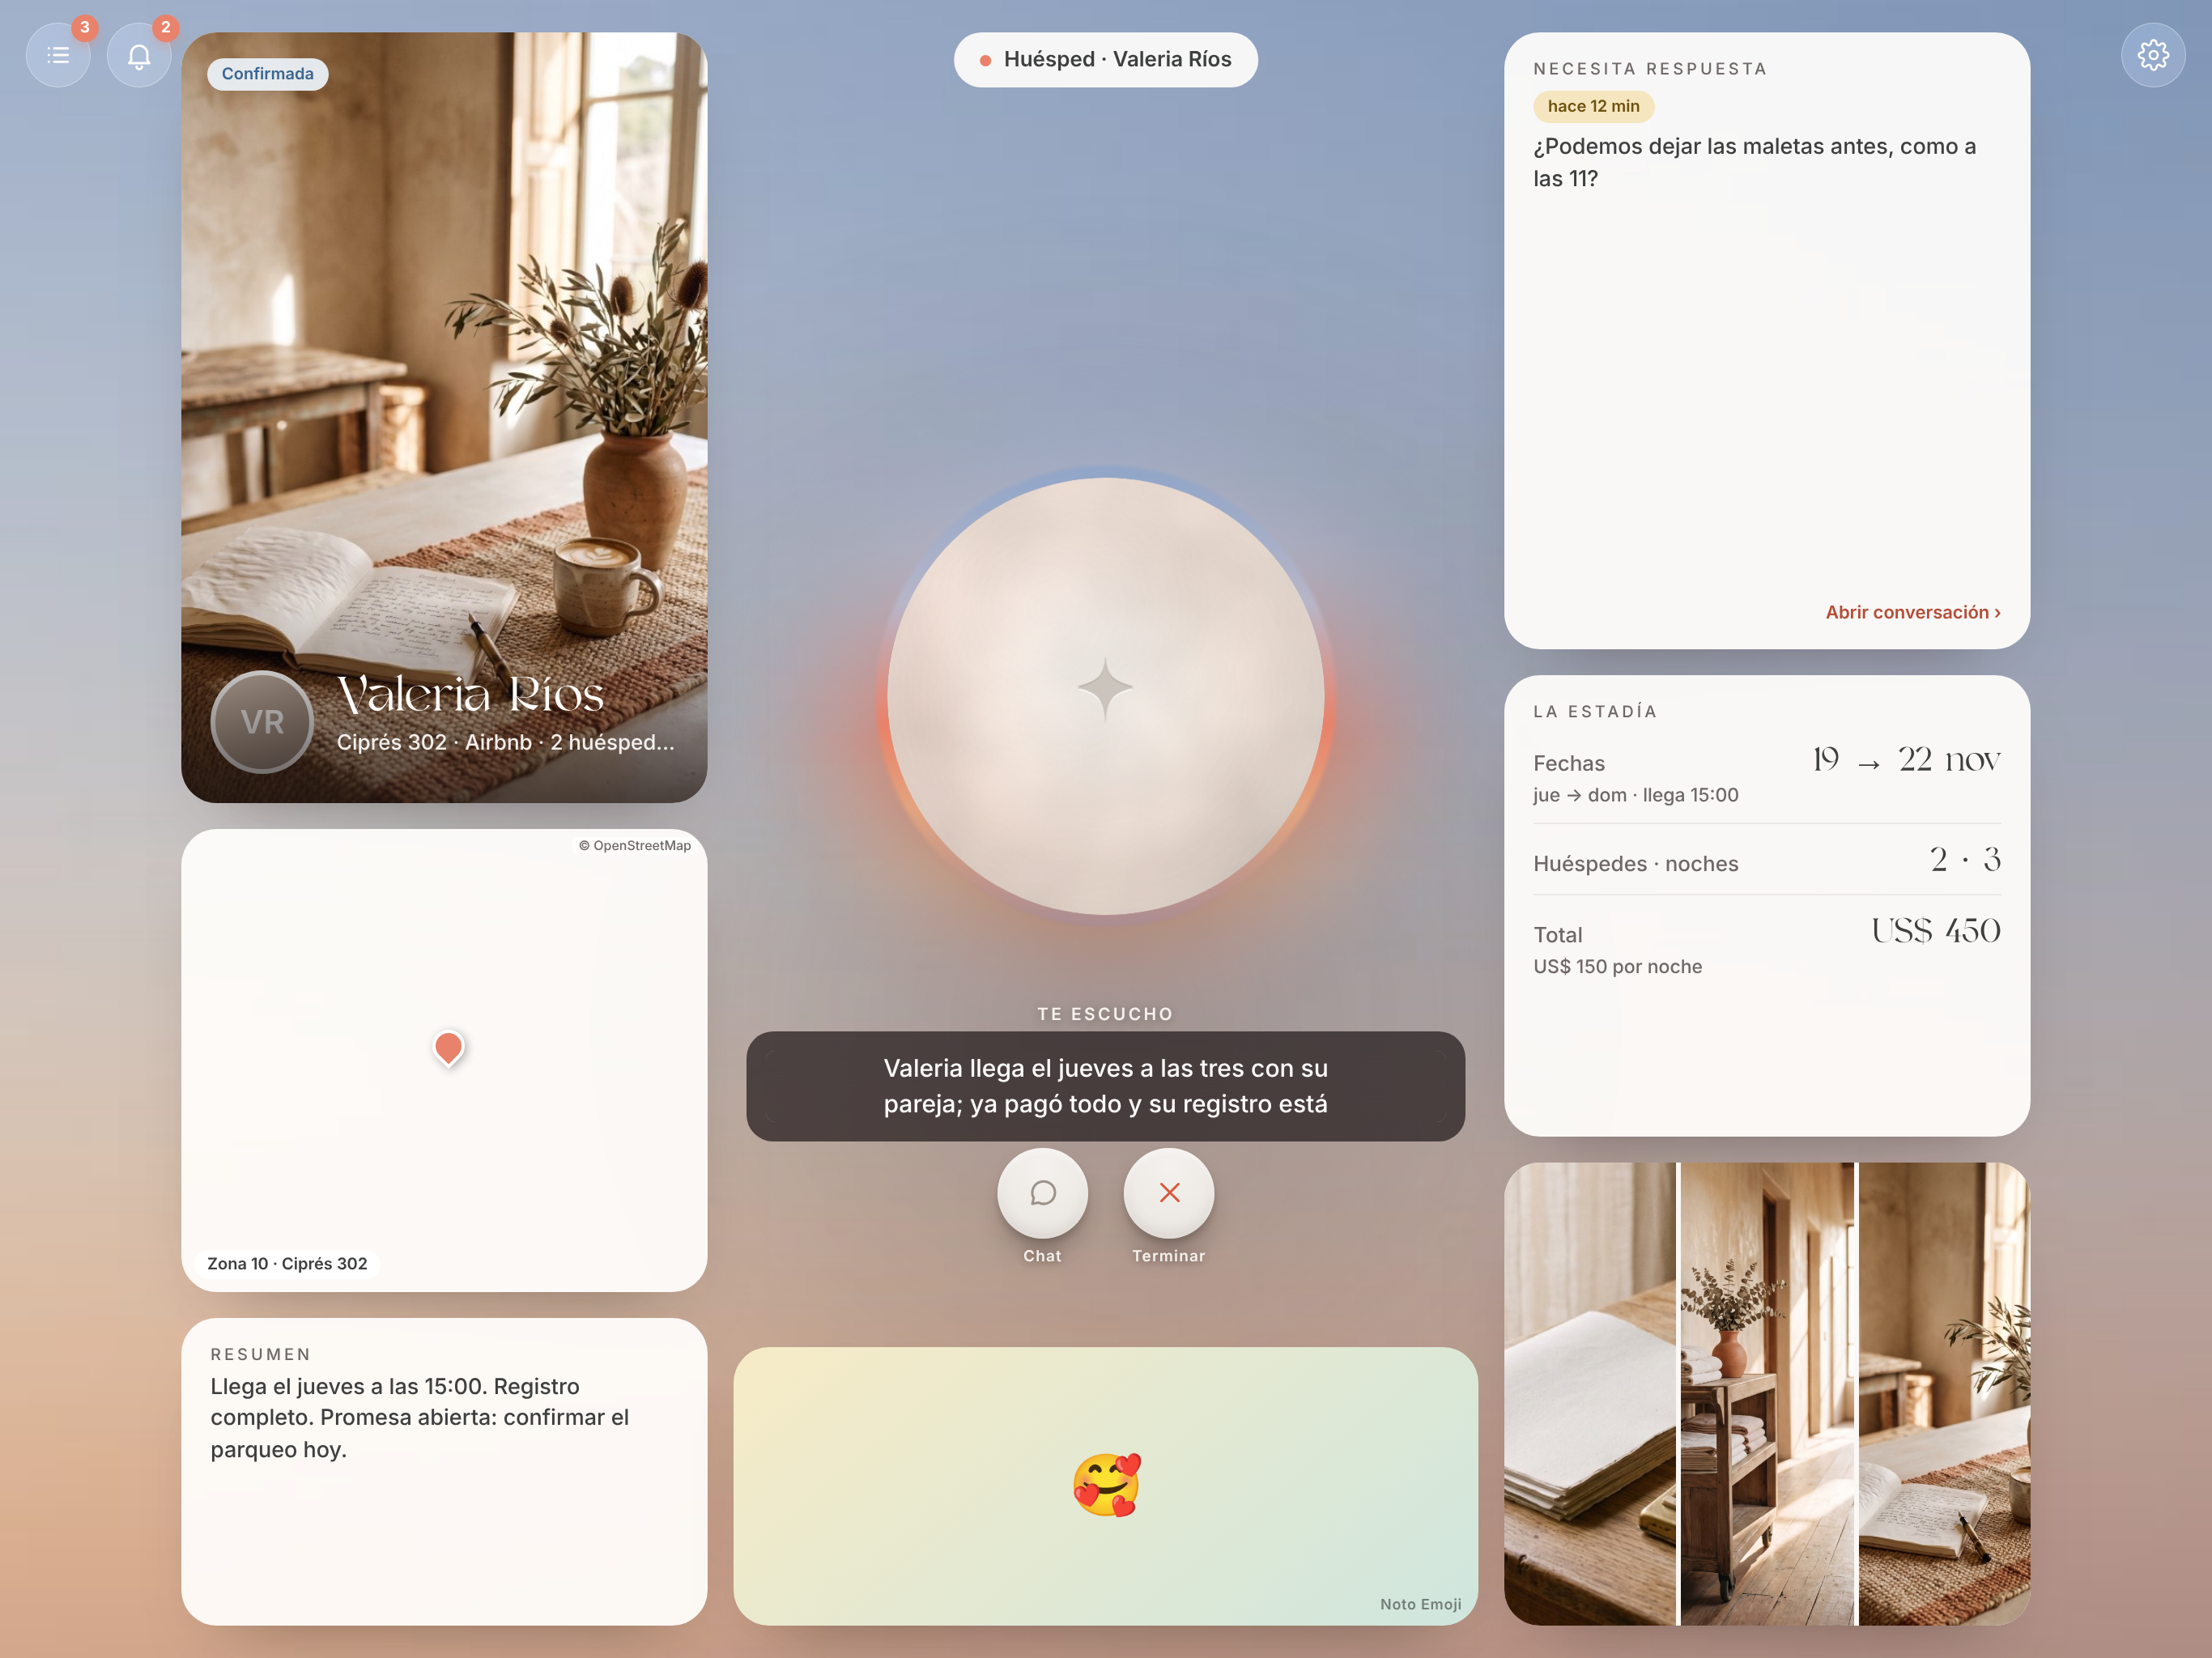 3
2
Confirmada
Valeria Ríos
VR
Ciprés 302 · Airbnb · 2 huésped...
© OpenStreetMap
Zona 10 · Ciprés 302
RESUMEN
Llega el jueves a las 15:00. Registro
completo. Promesa abierta: confirmar el
parqueo hoy.
Huésped · Valeria Ríos
TE ESCUCHO
Valeria llega el jueves a las tres con su
pareja; ya pagó todo y su registro está
Chat
Terminar
Noto Emoji
NECESITA RESPUESTA
hace 12 min
¿Podemos dejar las maletas antes, como a
las 11?
Abrir conversación ›
LA ESTADÍA
Fechas
19 → 22 nov
jue → dom · llega 15:00
Huéspedes · noches
2 · 3
Total
US$ 450
US$ 150 por noche